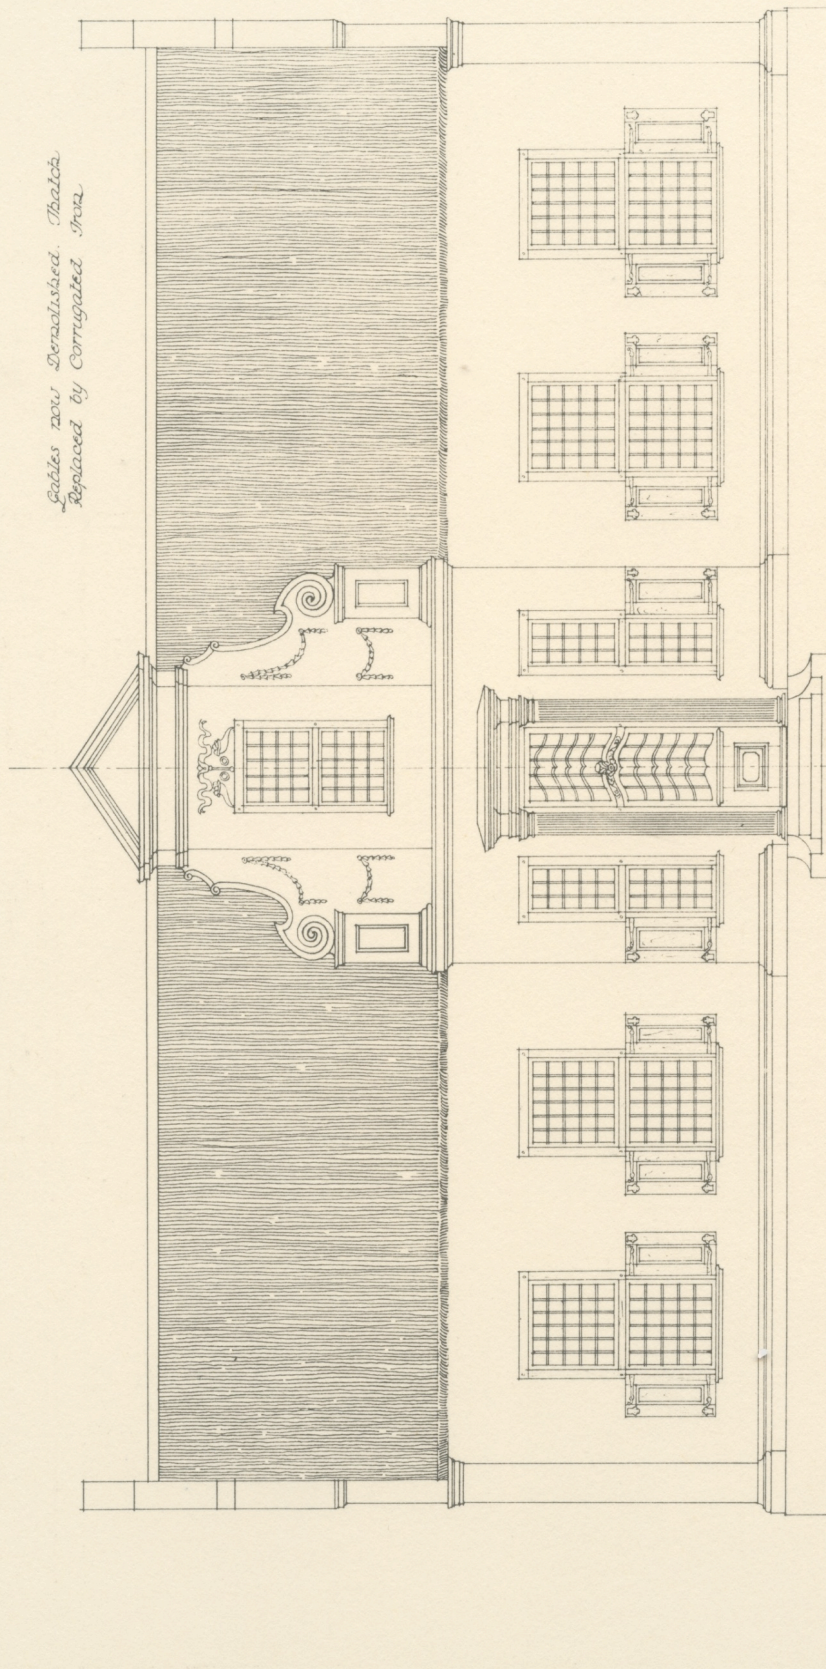 Gables now Demolished. Thatch
Replaced by Corrugated Iron